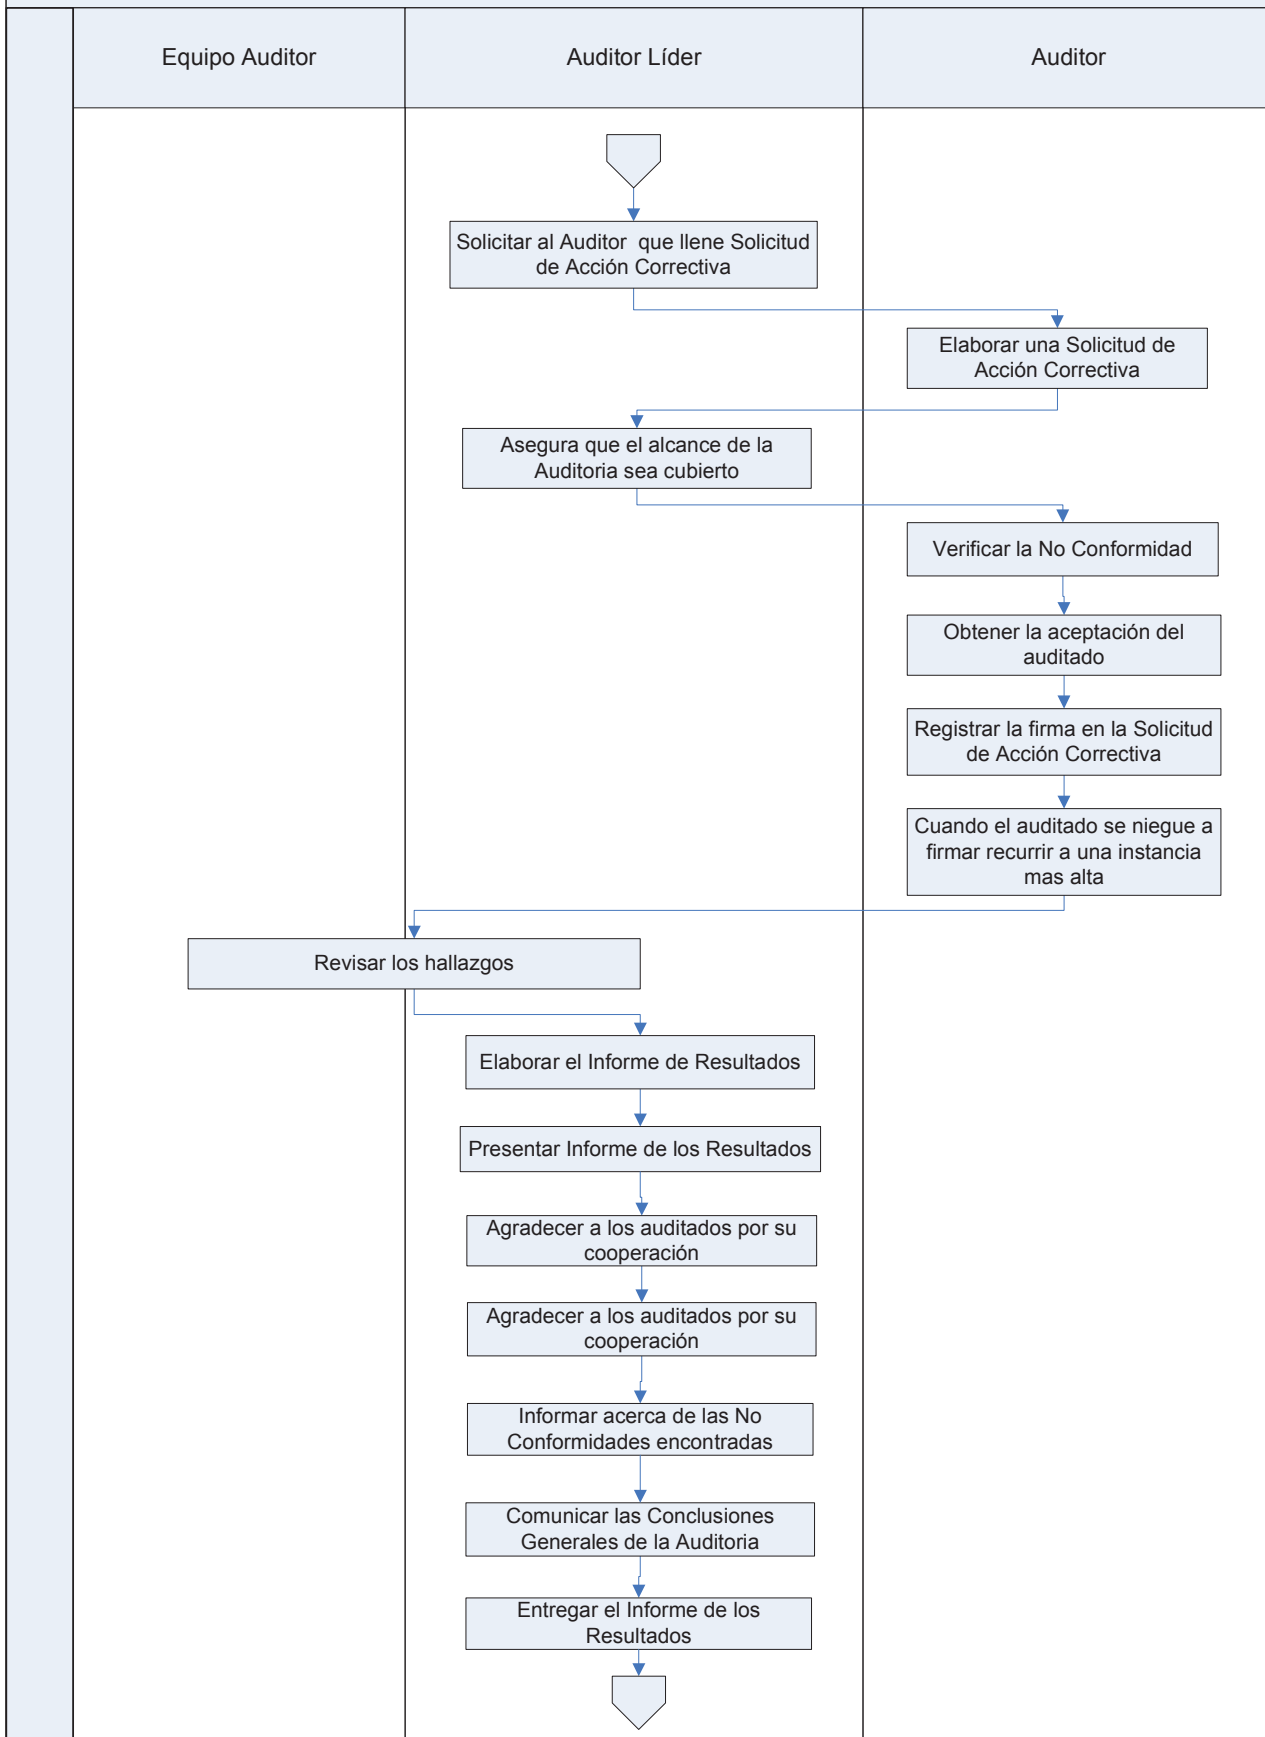 Equipo Auditor
Auditor Líder
Auditor
Solicitar al Auditor que llene Solicitud
de Acción Correctiva
Elaborar una Solicitud de
Acción Correctiva
Asegura que el alcance de la
Auditoria sea cubierto
Verificar la No Conformidad
Obtener la aceptación del
auditado
Registrar la firma en la Solicitud
de Acción Correctiva
Cuando el auditado se niegue a
firmar recurrir a una instancia
mas alta
Revisar los hallazgos
Elaborar el Informe de Resultados
Presentar Informe de los Resultados
Agradecer a los auditados por su
cooperación
Agradecer a los auditados por su
cooperación
Informar acerca de las No
Conformidades encontradas
Comunicar las Conclusiones
Generales de la Auditoria
Entregar el Informe de los
Resultados